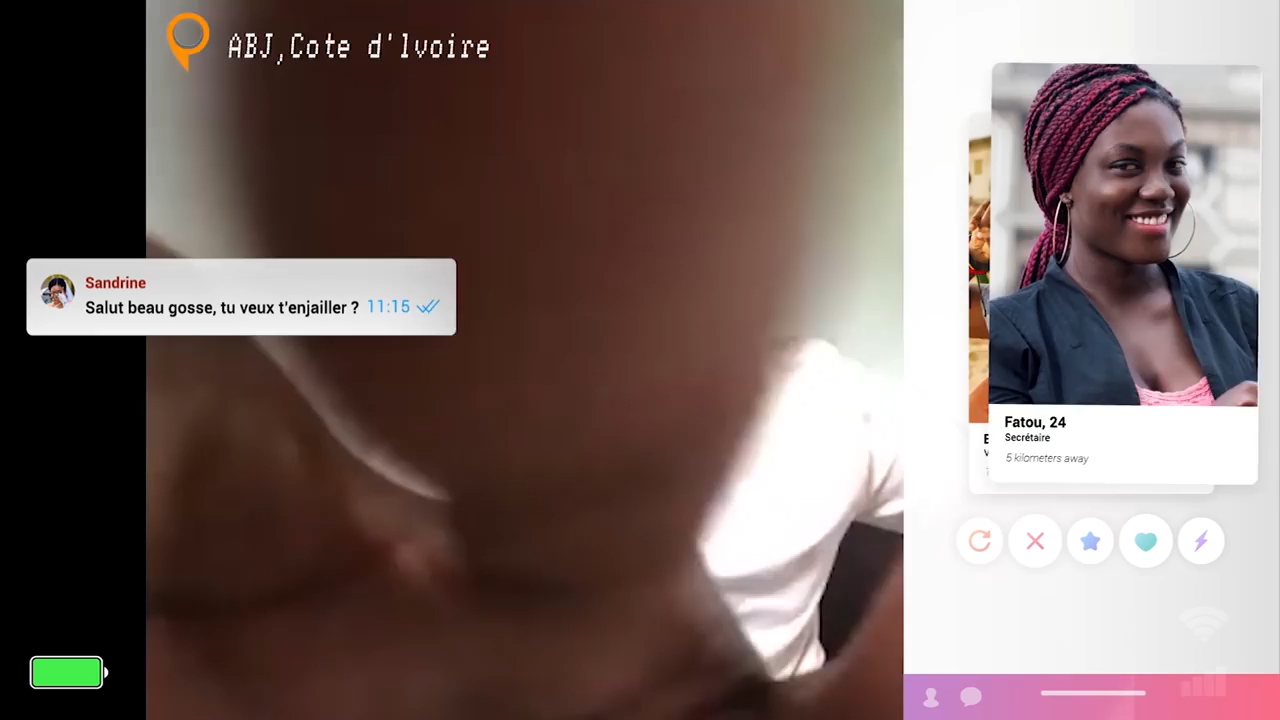 ABJ,Cote d'lvoire
Sandrine
Salut beau gosse, tu veux t'enjailler ? 11:15
Fatou, 24
Secrétaire
5 kilometers away